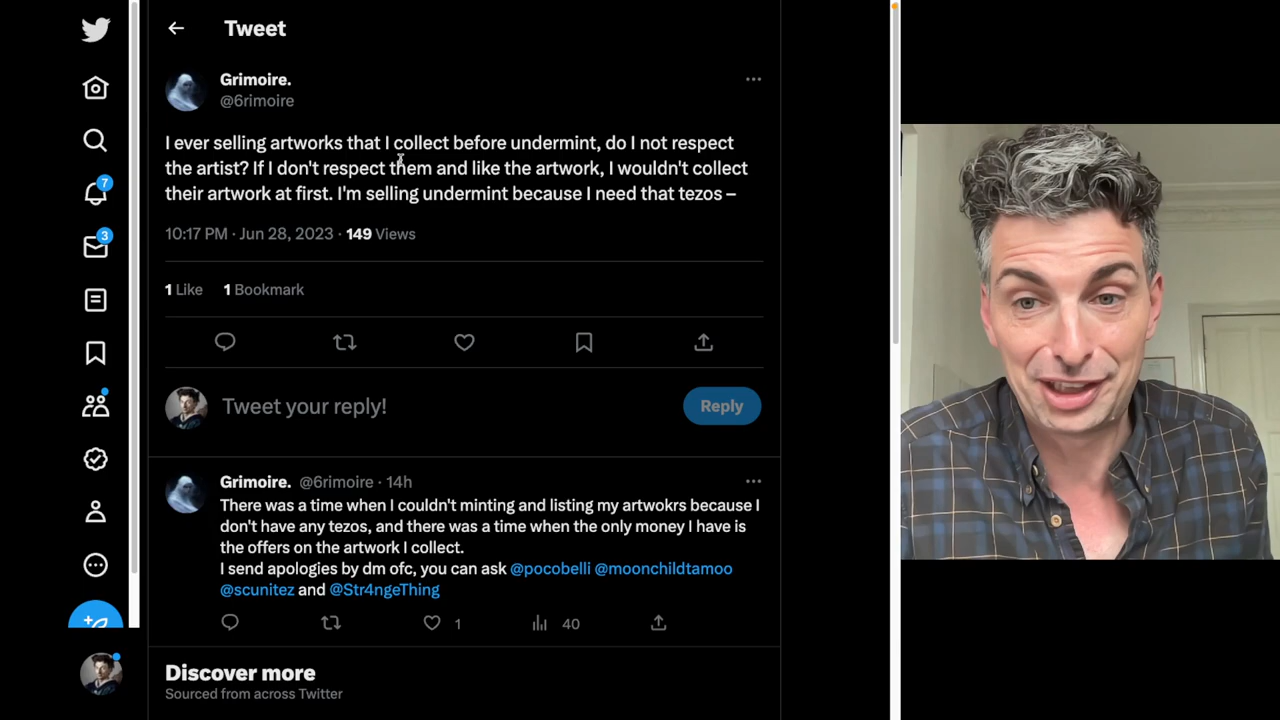 Tweet
Grimoire.
@6rimoire
I ever selling artworks that I collect before undermint, do I not respect
the artist? If I don't respect them and like the artwork, I wouldn't collect
their artwork at first. I'm selling undermint because I need that tezos –
10:17 PM · Jun 28, 2023 · 149 Views
1 Like 1 Bookmark
Tweet your reply!
Reply
Grimoire. @6rimoire · 14h
There was a time when I couldn't minting and listing my artwokrs because I
don't have any tezos, and there was a time when the only money I have is
the offers on the artwork I collect.
I send apologies by dm ofc, you can ask @pocobelli @moonchildtamoo
@scunitez and @Str4ngeThing
1 40
Discover more
Sourced from across Twitter
7
3